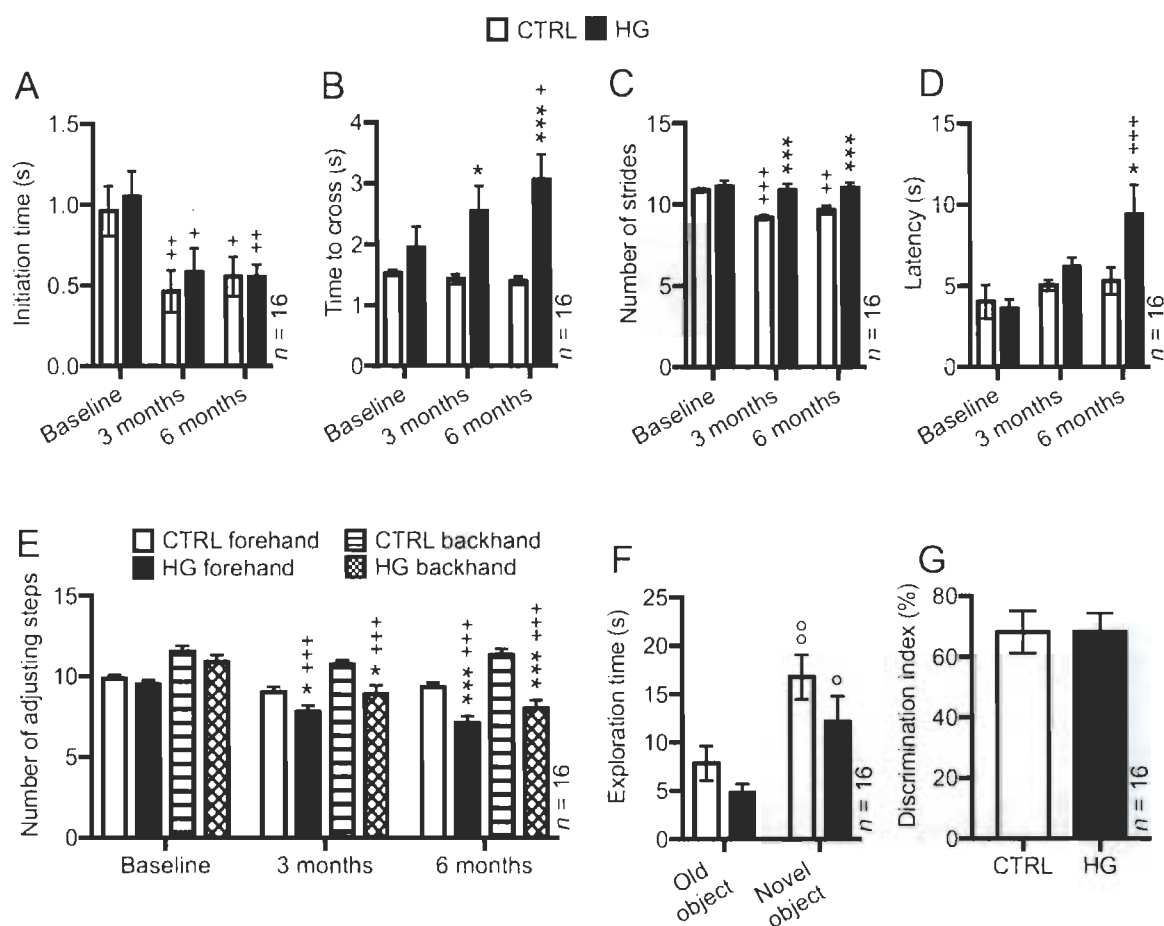 CTRL HG
A
Initiation time (s)
1.5
1.0
0.5
0.0
++
+
+
++
Baseline
3 months
6 months
n = 16
B
Time to cross (s)
4
3
2
1
0
*
***+
Baseline
3 months
6 months
n = 16
C
Number of strides
15
10
5
0
+++
***
++
***
Baseline
3 months
6 months
n = 16
D
Latency (s)
15
10
5
0
*+++
Baseline
3 months
6 months
n = 16
E
CTRL forehand CTRL backhand
HG forehand HG backhand
Number of adjusting steps
15
10
5
0
*+++
*+++
***+++
***+++
Baseline 3 months 6 months
n = 16
F
Exploration time (s)
25
20
15
10
5
0
°°
°
Old
object
Novel
object
n = 16
G
Discrimination index (%)
80
60
40
20
0
CTRL HG
n = 16